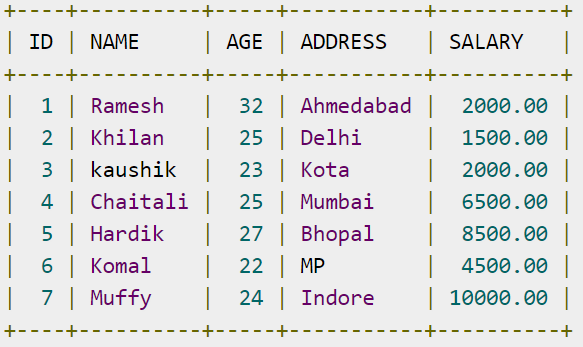 +----+----------+-----+-----------+----------+
| ID | NAME     | AGE | ADDRESS   | SALARY   |
+----+----------+-----+-----------+----------+
|  1 | Ramesh   |  32 | Ahmedabad |  2000.00 |
|  2 | Khilan   |  25 | Delhi     |  1500.00 |
|  3 | kaushik  |  23 | Kota      |  2000.00 |
|  4 | Chaitali |  25 | Mumbai    |  6500.00 |
|  5 | Hardik   |  27 | Bhopal    |  8500.00 |
|  6 | Komal    |  22 | MP        |  4500.00 |
|  7 | Muffy    |  24 | Indore    | 10000.00 |
+----+----------+-----+-----------+----------+